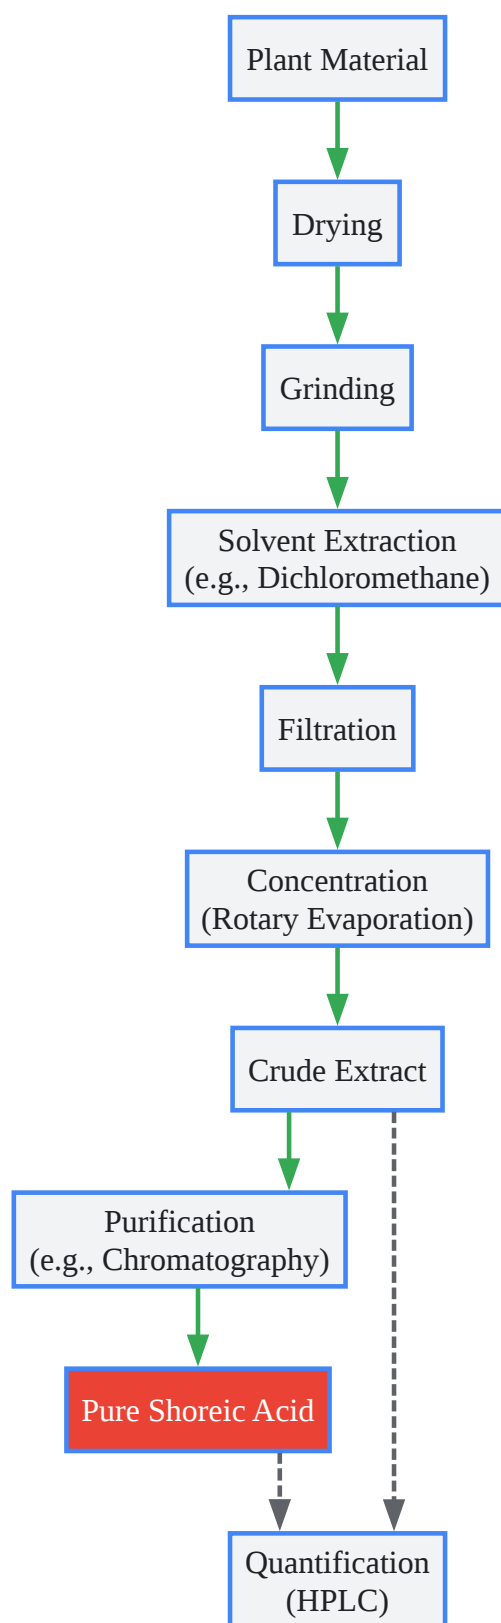 Plant Material
Drying
Grinding
Solvent Extraction
(e.g., Dichloromethane)
Filtration
Concentration
(Rotary Evaporation)
Crude Extract
Purification
(e.g., Chromatography)
Pure Shoreic Acid
Quantification
(HPLC)